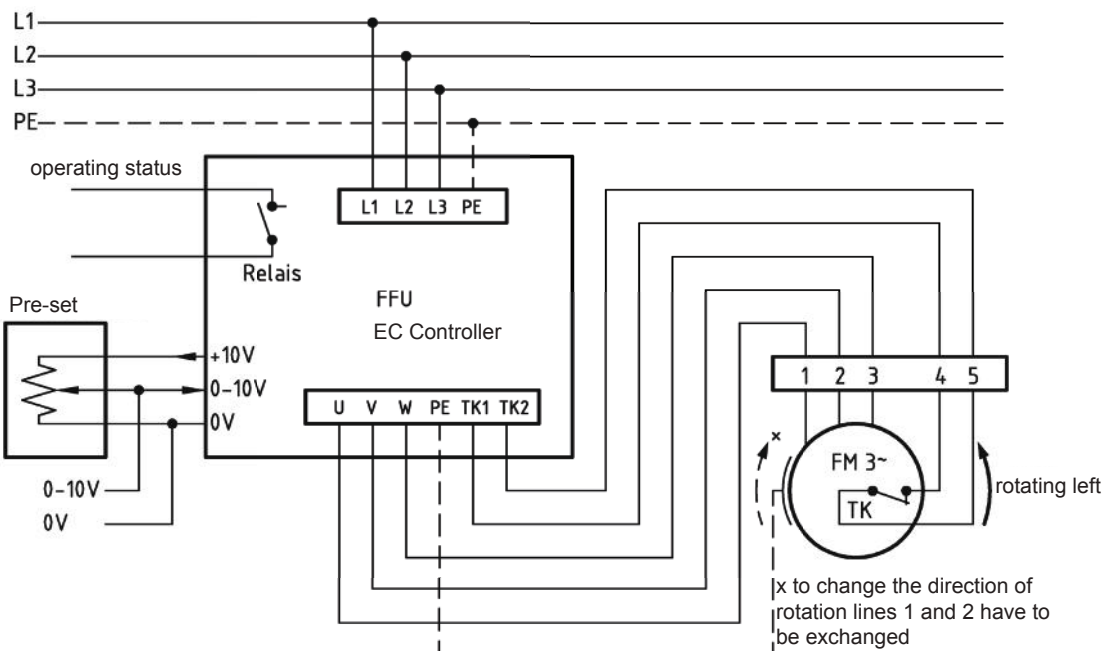 L1
L2
L3
PE
operating status
L1 L2 L3 PE
Relais
FFU
EC Controller
Pre-set
+10V
0-10V
0V
U V W PE TK1 TK2
0-10V
0V
1 2 3 4 5
x
FM 3~
TK
rotating left
x to change the direction of
rotation lines 1 and 2 have to
be exchanged